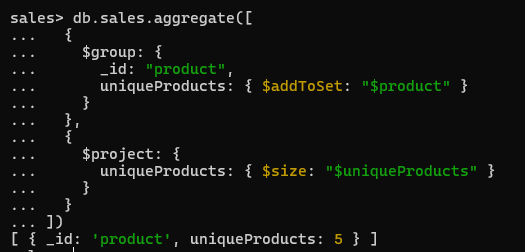 sales> db.sales.aggregate([
...   {
...     $group: {
...       _id: "product",
...       uniqueProducts: { $addToSet: "$product" }
...     }
...   },
...   {
...     $project: {
...       uniqueProducts: { $size: "$uniqueProducts" }
...     }
...   }
... ])
[ { _id: 'product', uniqueProducts: 5 } ]